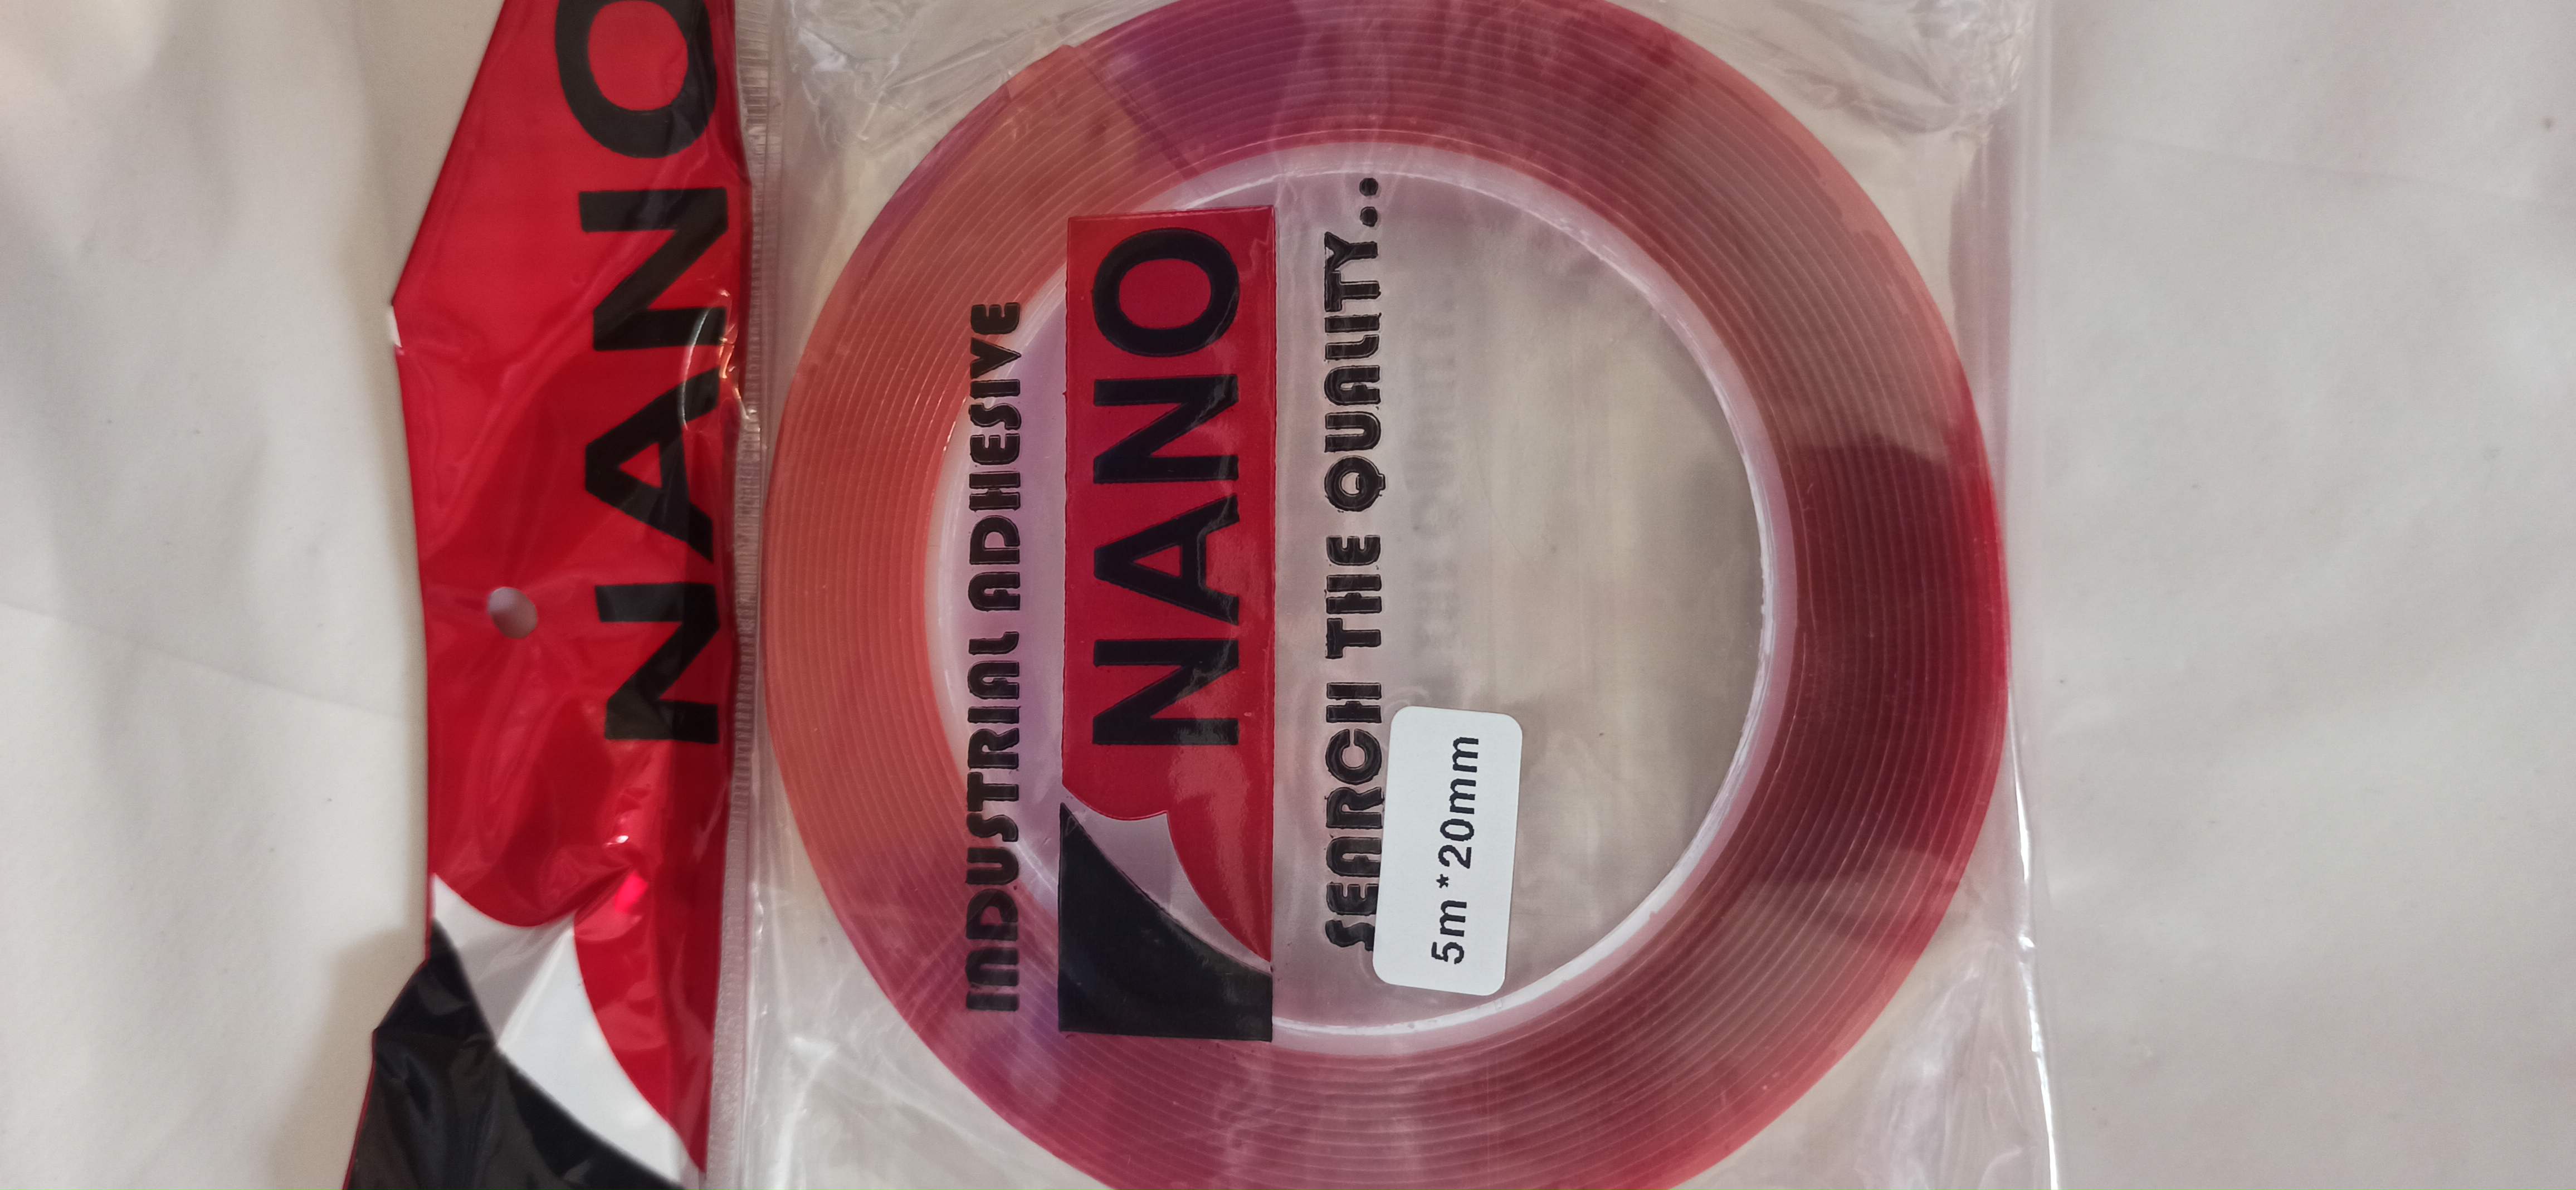 NANO
INDUSTRIAL ADHESIVE
NANO
SEARCH THE QUALITY..
5m*20mm